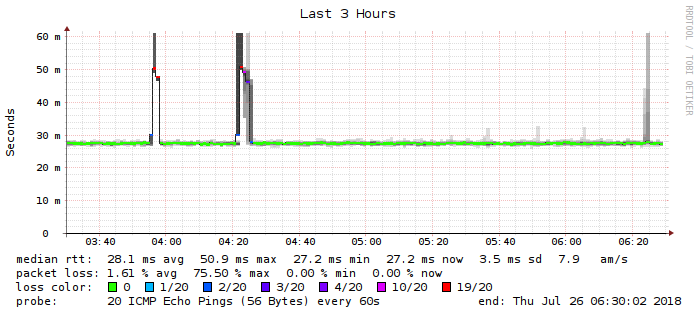 Last 3 Hours
RRDTOOL / TOBI OETIKER
Seconds
60 m
50 m
40 m
30 m
20 m
10 m
0
03:40 04:00 04:20 04:40 05:00 05:20 05:40 06:00 06:20
median rtt: 28.1 ms avg 50.9 ms max 27.2 ms min 27.2 ms now 3.5 ms sd 7.9 am/s
packet loss: 1.61 % avg 75.50 % max 0.00 % min 0.00 % now
loss color: 0 1/20 2/20 3/20 4/20 10/20 19/20
probe: 20 ICMP Echo Pings (56 Bytes) every 60s end: Thu Jul 26 06:30:02 2018